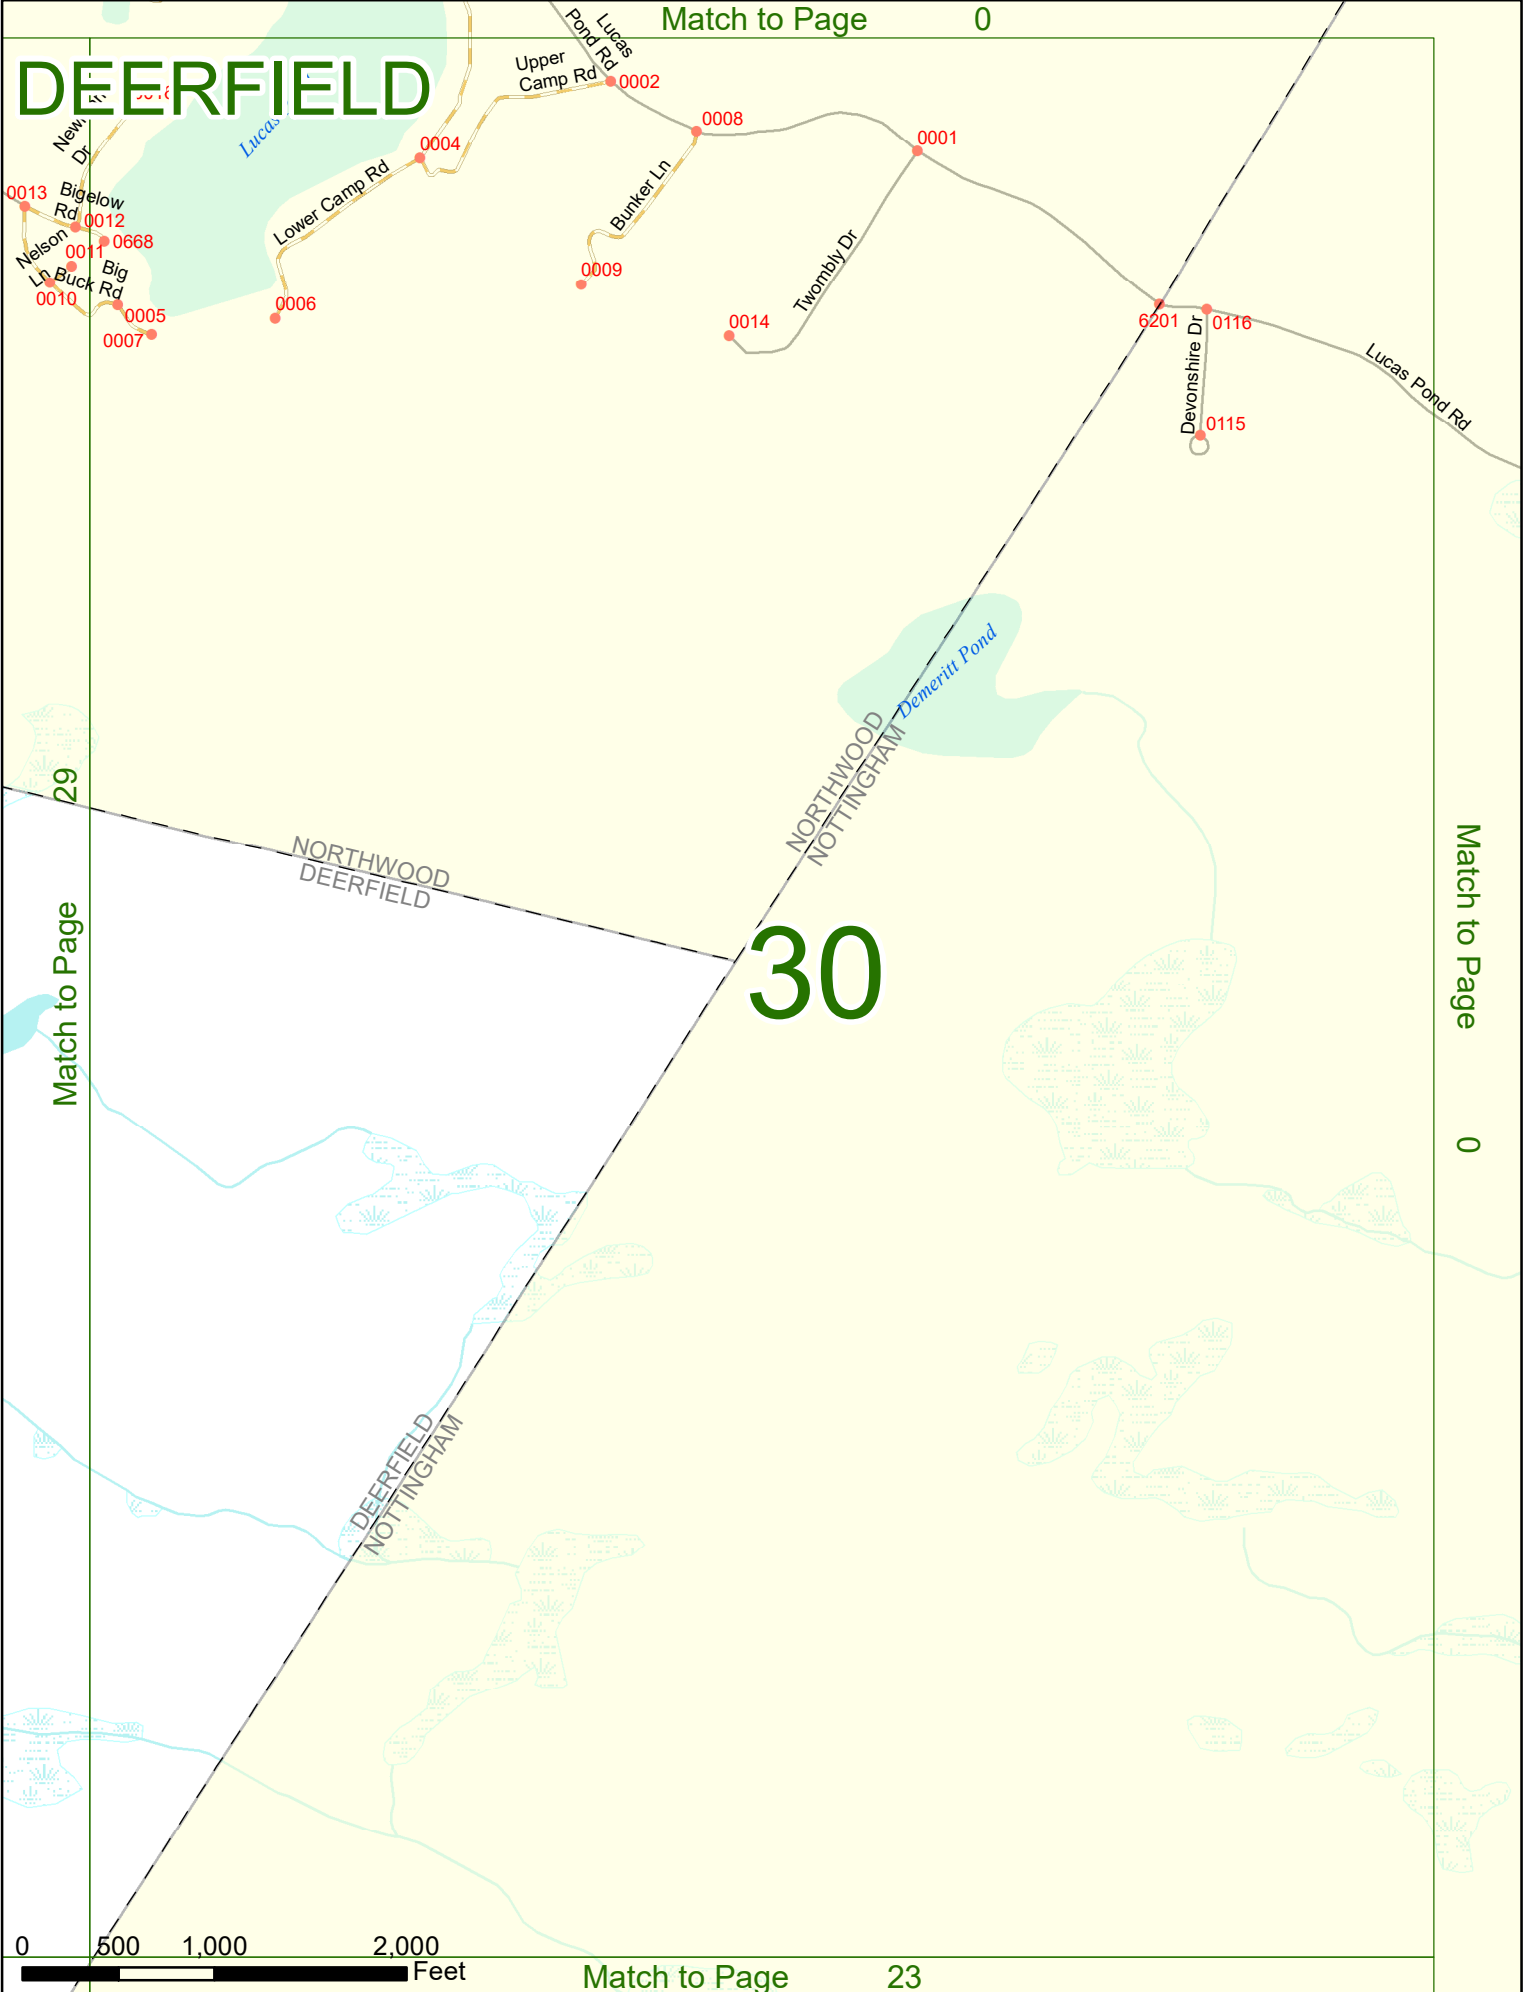 Match to Page 0
DEERFIELD
Lucas
Pond Rd
Upper
Camp Rd
0002
0008
0001
0004
Lucas
Dr
0013
Bigelow
Rd
0012
0668
Nelson
Ln
0011
Big
Buck Rd
0010
0005
0007
Lower Camp Rd
0006
Bunker Ln
0009
Twombly Dr
0014
6201
0116
Devonshire Dr
0115
Lucas Pond Rd
Demeritt Pond
NORTHWOOD
NOTTINGHAM
Match to Page 29
NORTHWOOD
DEERFIELD
30
Match to Page 0
DEERFIELD
NOTTINGHAM
0 500 1,000 2,000
Feet
Match to Page 23